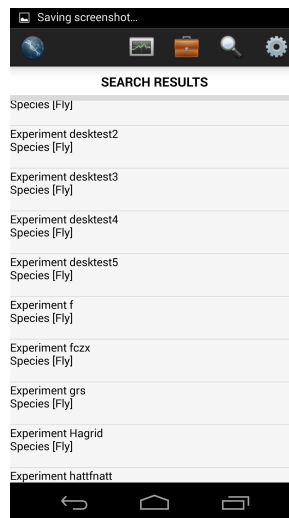 Saving screenshot...
SEARCH RESULTS
Species [Fly]
Experiment desktest2
Species [Fly]
Experiment desktest3
Species [Fly]
Experiment desktest4
Species [Fly]
Experiment desktest5
Species [Fly]
Experiment f
Species [Fly]
Experiment fczx
Species [Fly]
Experiment grs
Species [Fly]
Experiment Hagrid
Species [Fly]
Experiment hattfnatt